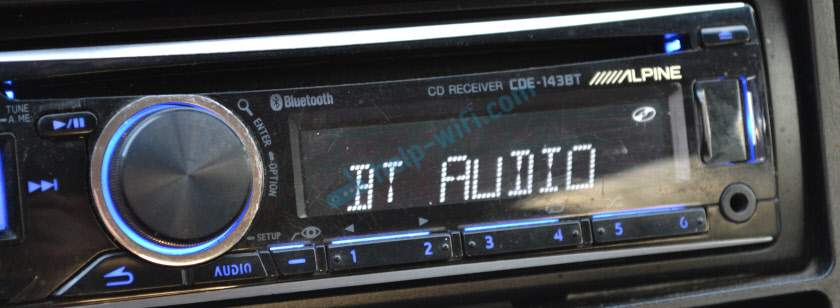 TUNE
A.ME
ENTER
OPTION
SETUP
AUDIO
Bluetooth
CD RECEIVER CDE-143BT
ALPINE
help-wifi.com
BT AUDIO
1 2 3 4 5 6